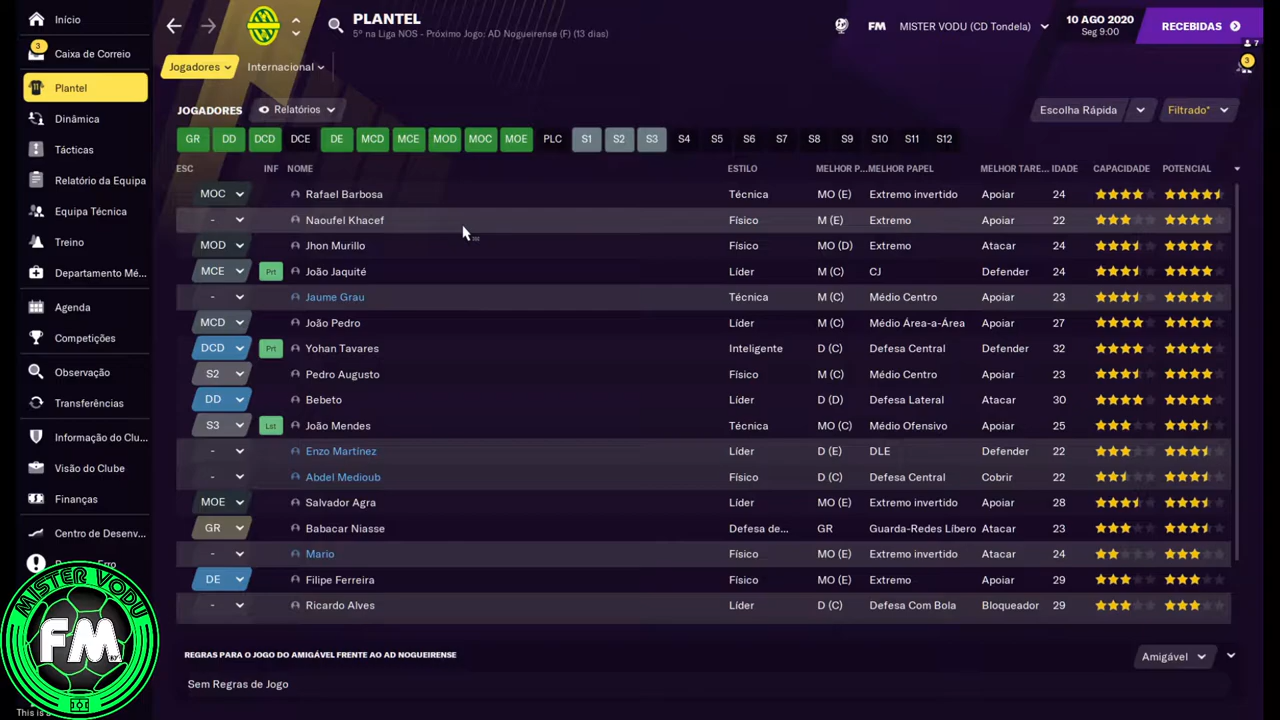 Início
PLANTEL
5º na Liga NOS - Próximo Jogo: AD Nogueirense (F) (13 dias)
FM
MISTER VODU (CD Tondela)
10 AGO 2020
Seg 9:00
RECEBIDAS
7
3
3
Caixa de Correio
Jogadores
Internacional
Plantel
Dinâmica
Tácticas
Relatório da Equipa
Equipa Técnica
Treino
Departamento Mé...
Agenda
Competições
Observação
Transferências
Informação do Clu...
Visão do Clube
Finanças
Centro de Desenv...
JOGADORES
Relatórios
Escolha Rápida
Filtrado*
GR DD DCD DCE DE MCD MCE MOD MOC MOE PLC S1 S2 S3 S4 S5 S6 S7 S8 S9 S10 S11 S12
ESC INF NOME ESTILO MELHOR P... MELHOR PAPEL MELHOR TARE... IDADE CAPACIDADE POTENCIAL
MOC Rafael Barbosa Técnica MO (E) Extremo invertido Apoiar 24
- Naoufel Khacef Físico M (E) Extremo Apoiar 22
MOD Jhon Murillo Físico MO (D) Extremo Atacar 24
MCE Prt João Jaquité Líder M (C) CJ Defender 24
- Jaume Grau Técnica M (C) Médio Centro Apoiar 23
MCD João Pedro Líder M (C) Médio Área-a-Área Apoiar 27
DCD Prt Yohan Tavares Inteligente D (C) Defesa Central Defender 32
S2 Pedro Augusto Físico M (C) Médio Centro Apoiar 23
DD Bebeto Líder D (D) Defesa Lateral Atacar 30
S3 Lst João Mendes Técnica MO (C) Médio Ofensivo Apoiar 25
- Enzo Martínez Líder D (E) DLE Defender 22
- Abdel Medioub Físico D (C) Defesa Central Cobrir 22
MOE Salvador Agra Líder MO (E) Extremo invertido Apoiar 28
GR Babacar Niasse Defesa de... GR Guarda-Redes Líbero Atacar 23
- Mario Físico MO (E) Extremo invertido Atacar 24
DE Filipe Ferreira Físico MO (E) Extremo Apoiar 29
- Ricardo Alves Líder D (C) Defesa Com Bola Bloqueador 29
REGRAS PARA O JOGO DO AMIGÁVEL FRENTE AO AD NOGUEIRENSE
Amigável
Sem Regras de Jogo
MISTER VODU
FM
This is a